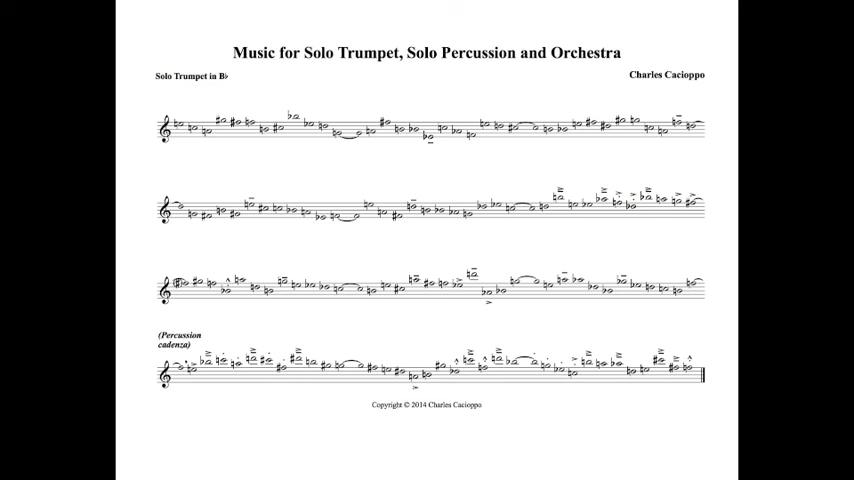 Music for Solo Trumpet, Solo Percussion and Orchestra
Solo Trumpet in B♭
Charles Cacioppo
(Percussion
cadenza)
Copyright © 2014 Charles Cacioppo